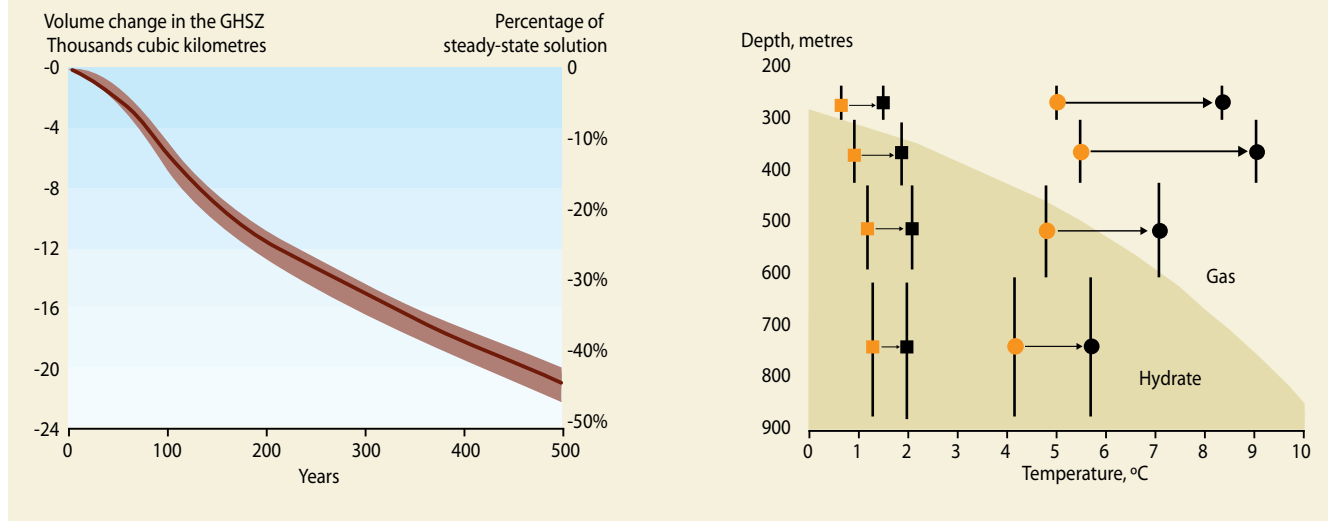 Volume change in the GHSZ
Thousands cubic kilometres
Percentage of
steady-state solution
-0
-4
-8
-12
-16
-20
-24
0
-10%
-20%
-30%
-40%
-50%
0 100 200 300 400 500
Years
Depth, metres
200
300
400
500
600
700
800
900
Gas
Hydrate
0 1 2 3 4 5 6 7 8 9 10
Temperature, ºC